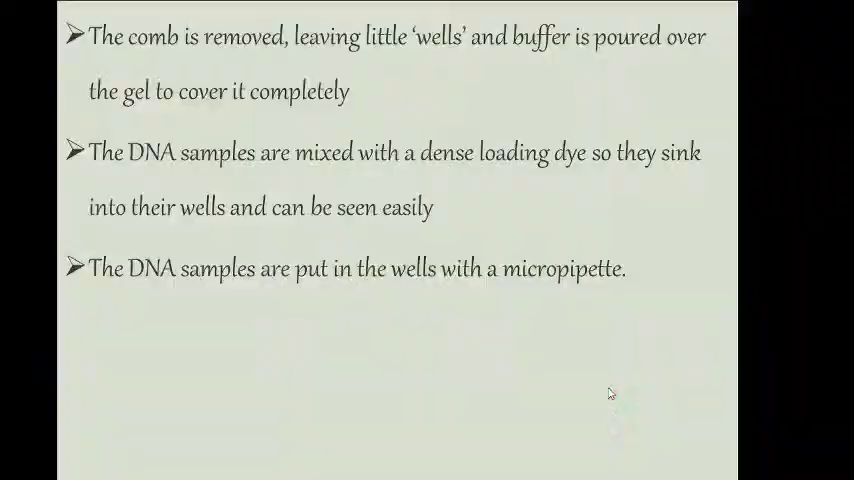 ➢The comb is removed, leaving little ‘wells’ and buffer is poured over
the gel to cover it completely
➢The DNA samples are mixed with a dense loading dye so they sink
into their wells and can be seen easily
➢The DNA samples are put in the wells with a micropipette.